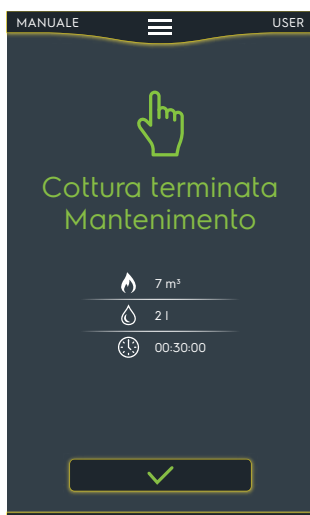 MANUALE
USER
Cottura terminata
Mantenimento
7 m³
2 l
00:30:00